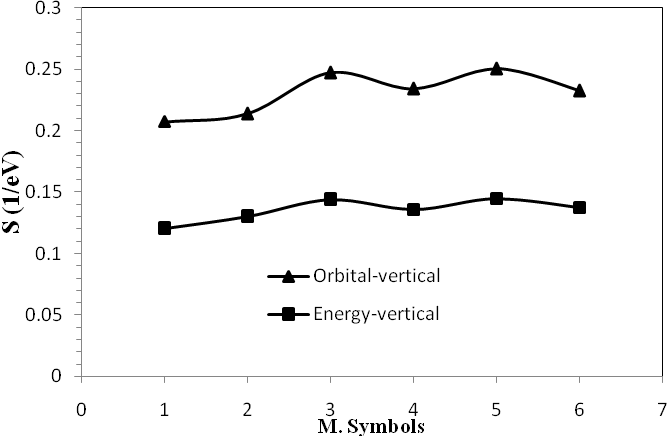 0.3
0.25
0.2
0.15
0.1
0.05
0
S (1/eV)
Orbital-vertical
Energy-vertical
0 1 2 3 4 5 6 7
M. Symbols